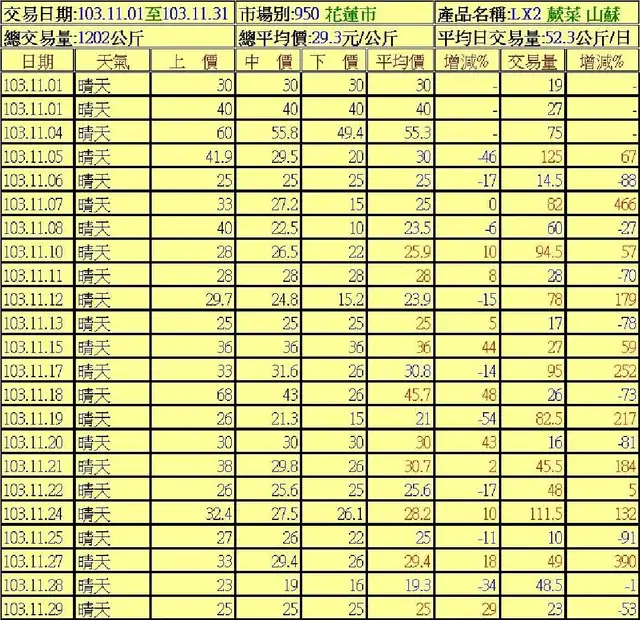 交易日期:103.11.01至103.11.31 市場別:950 花蓮市 產品名稱:LX2 蕨菜 山蘇
總交易量:1202公斤 總平均價:29.3元/公斤 平均日交易量:52.3公斤/日
日期 天氣 上 價 中 價 下 價 平均價 增減% 交易量 增減%
103.11.01 晴天 30 30 30 30 - 19 -
103.11.01 晴天 40 40 40 40 - 27 -
103.11.04 晴天 60 55.8 49.4 55.3 - 75 -
103.11.05 晴天 41.9 29.5 20 30 -46 125 67
103.11.06 晴天 25 25 25 25 -17 14.5 -88
103.11.07 晴天 33 27.2 15 25 0 82 466
103.11.08 晴天 40 22.5 10 23.5 -6 60 -27
103.11.10 晴天 28 26.5 22 25.9 10 94.5 57
103.11.11 晴天 28 28 28 28 8 28 -70
103.11.12 晴天 29.7 24.8 15.2 23.9 -15 78 179
103.11.13 晴天 25 25 25 25 5 17 -78
103.11.15 晴天 36 36 36 36 44 27 59
103.11.17 晴天 33 31.6 26 30.8 -14 95 252
103.11.18 晴天 68 43 26 45.7 48 26 -73
103.11.19 晴天 26 21.3 15 21 -54 82.5 217
103.11.20 晴天 30 30 30 30 43 16 -81
103.11.21 晴天 38 29.8 26 30.7 2 45.5 184
103.11.22 晴天 26 25.6 25 25.6 -17 48 5
103.11.24 晴天 32.4 27.5 26.1 28.2 10 111.5 132
103.11.25 晴天 27 26 22 25 -11 10 -91
103.11.27 晴天 33 29.4 26 29.4 18 49 390
103.11.28 晴天 23 19 16 19.3 -34 48.5 -1
103.11.29 晴天 25 25 25 25 29 23 -53